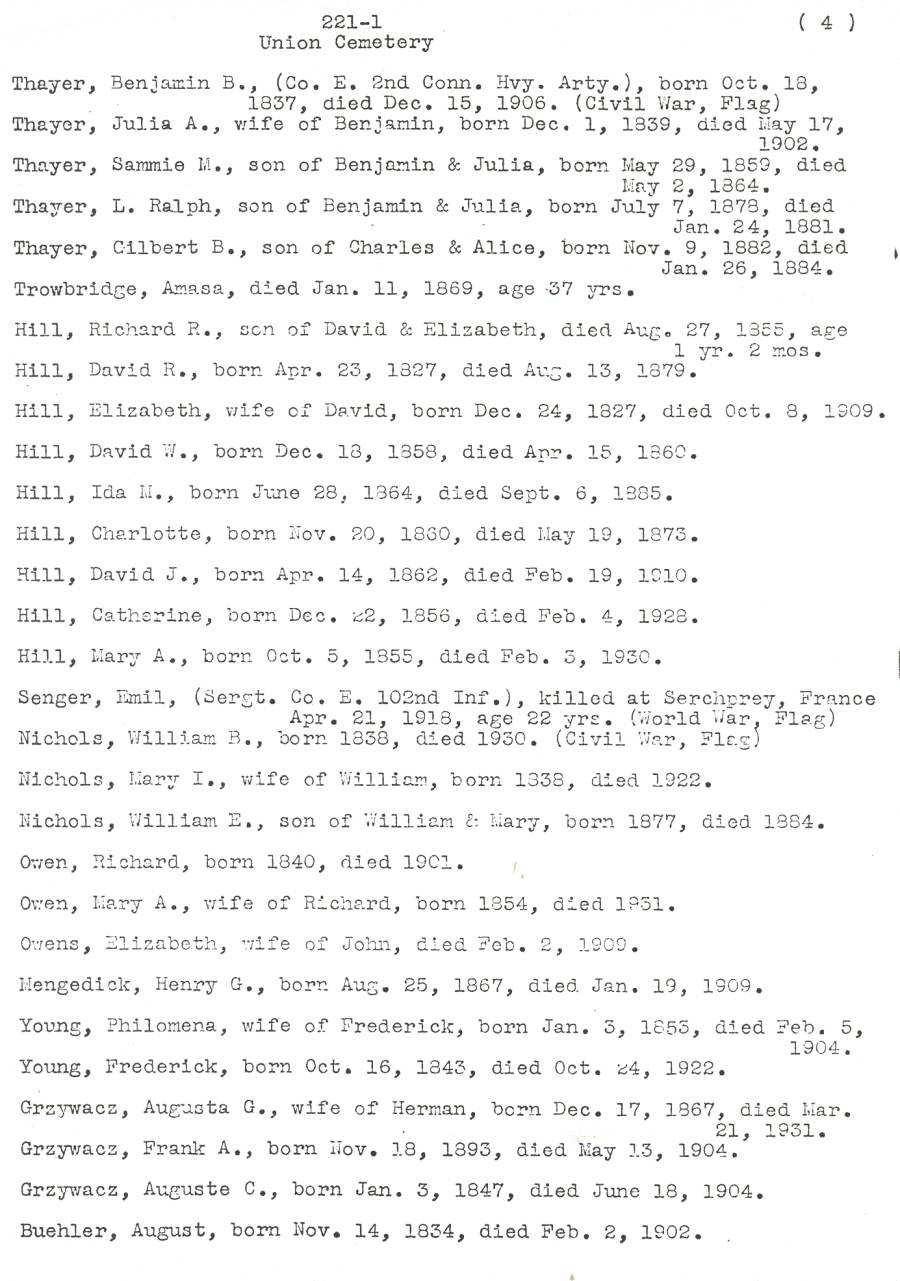 221-1 ( 4 )
Union Cemetery
Thayer, Benjamin B., (Co. E. 2nd Conn. Hvy. Arty.), born Oct. 18,
1837, died Dec. 15, 1906. (Civil War, Flag)
Thayer, Julia A., wife of Benjamin, born Dec. 1, 1839, died May 17,
1902.
Thayer, Sammie M., son of Benjamin & Julia, born May 29, 1859, died
May 2, 1864.
Thayer, L. Ralph, son of Benjamin & Julia, born July 7, 1878, died
Jan. 24, 1881.
Thayer, Gilbert B., son of Charles & Alice, born Nov. 9, 1882, died
Jan. 26, 1884.
Trowbridge, Amasa, died Jan. 11, 1869, age 37 yrs.
Hill, Richard R., son of David & Elizabeth, died Aug. 27, 1855, age
1 yr. 2 mos.
Hill, David R., born Apr. 23, 1827, died Aug. 13, 1879.
Hill, Elizabeth, wife of David, born Dec. 24, 1827, died Oct. 8, 1909.
Hill, David W., born Dec. 18, 1858, died Apr. 15, 1860.
Hill, Ida M., born June 28, 1864, died Sept. 6, 1885.
Hill, Charlotte, born Nov. 20, 1860, died May 19, 1873.
Hill, David J., born Apr. 14, 1862, died Feb. 19, 1910.
Hill, Catherine, born Dec. 22, 1856, died Feb. 4, 1928.
Hill, Mary A., born Oct. 5, 1855, died Feb. 3, 1930.
Senger, Emil, (Sergt. Co. E. 102nd Inf.), killed at Serchprey, France
Apr. 21, 1918, age 22 yrs. (World War, Flag)
Nichols, William B., born 1838, died 1930. (Civil War, Flag)
Nichols, Mary I., wife of William, born 1838, died 1922.
Nichols, William E., son of William & Mary, born 1877, died 1884.
Owen, Richard, born 1840, died 1901.
Owen, Mary A., wife of Richard, born 1854, died 1931.
Owens, Elizabeth, wife of John, died Feb. 2, 1909.
Mengedick, Henry G., born Aug. 25, 1867, died Jan. 19, 1909.
Young, Philomena, wife of Frederick, born Jan. 3, 1853, died Feb. 5,
1904.
Young, Frederick, born Oct. 16, 1843, died Oct. 24, 1922.
Grzywacz, Augusta G., wife of Herman, born Dec. 17, 1867, died Mar.
21, 1931.
Grzywacz, Frank A., born Nov. 18, 1893, died May 13, 1904.
Grzywacz, Auguste C., born Jan. 3, 1847, died June 18, 1904.
Buehler, August, born Nov. 14, 1834, died Feb. 2, 1902.